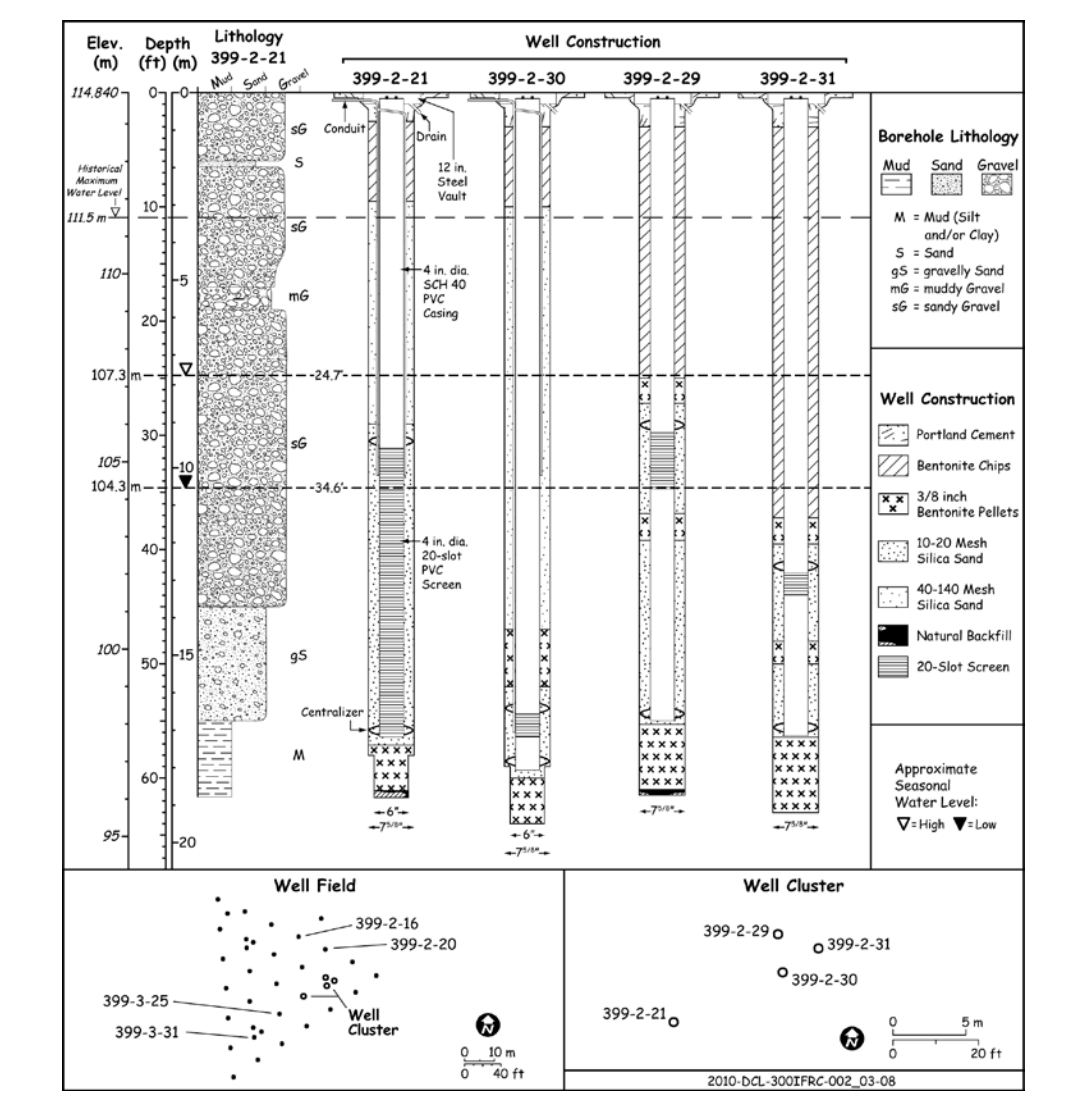 Elev.
(m)
Depth
(ft) (m)
Lithology
399-2-21
Mud
Sand
Gravel
Well Construction
399-2-21
399-2-30
399-2-29
399-2-31
114.840
0
0
Historical
Maximum
Water Level
111.5 m
10
110
5
20
107.3 m
30
105
10
104.3 m
40
100
50
15
60
95
20
sG
S
sG
mG
sG
gS
M
Conduit
Drain
12 in.
Steel
Vault
4 in. dia.
SCH 40
PVC
Casing
24.7'
34.6'
4 in. dia.
20-slot
PVC
Screen
Centralizer
6"
7 5/8"
6"
7 5/8"
7 5/8"
7 5/8"
Borehole Lithology
Mud Sand Gravel
M = Mud (Silt
and/or Clay)
S = Sand
gS = gravelly Sand
mG = muddy Gravel
sG = sandy Gravel
Well Construction
Portland Cement
Bentonite Chips
3/8 inch
Bentonite Pellets
10-20 Mesh
Silica Sand
40-140 Mesh
Silica Sand
Natural Backfill
20-Slot Screen
Approximate
Seasonal
Water Level:
= High = Low
Well Field
399-2-16
399-2-20
399-3-25
399-3-31
Well
Cluster
N
0 10 m
0 40 ft
Well Cluster
399-2-29
399-2-31
399-2-30
399-2-21
N
0 5 m
0 20 ft
2010-DCL-300IFRC-002_03-08